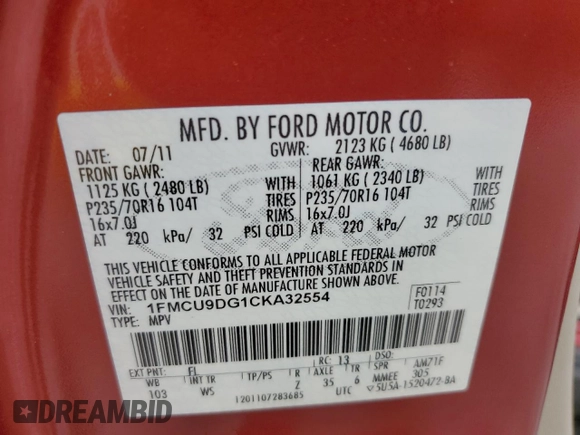 MFD. BY FORD MOTOR CO.
DATE: 07/11 GVWR: 2123 KG ( 4680 LB)
FRONT GAWR: REAR GAWR:
1125 KG ( 2480 LB) WITH 1061 KG ( 2340 LB) WITH
P235/70R16 104T TIRES P235/70R16 104T TIRES
16x7.0J RIMS 16x7.0J RIMS
AT 220 kPa/ 32 PSI COLD AT 220 kPa/ 32 PSI COLD
THIS VEHICLE CONFORMS TO ALL APPLICABLE FEDERAL MOTOR
VEHICLE SAFETY AND THEFT PREVENTION STANDARDS IN
EFFECT ON THE DATE OF MANUFACTURE SHOWN ABOVE.
VIN: 1FMCU9DG1CKA32554 F0114
TYPE: MPV T0293
EXT PNT: FL RC: 13 DSO:
WB INT TR TP/PS R AXLE TR SPR AM71F
103 WS Z 35 6 MMEE 305
1201107283685 UTC 5U5A-1520472-BA
Ford
DREAMBID